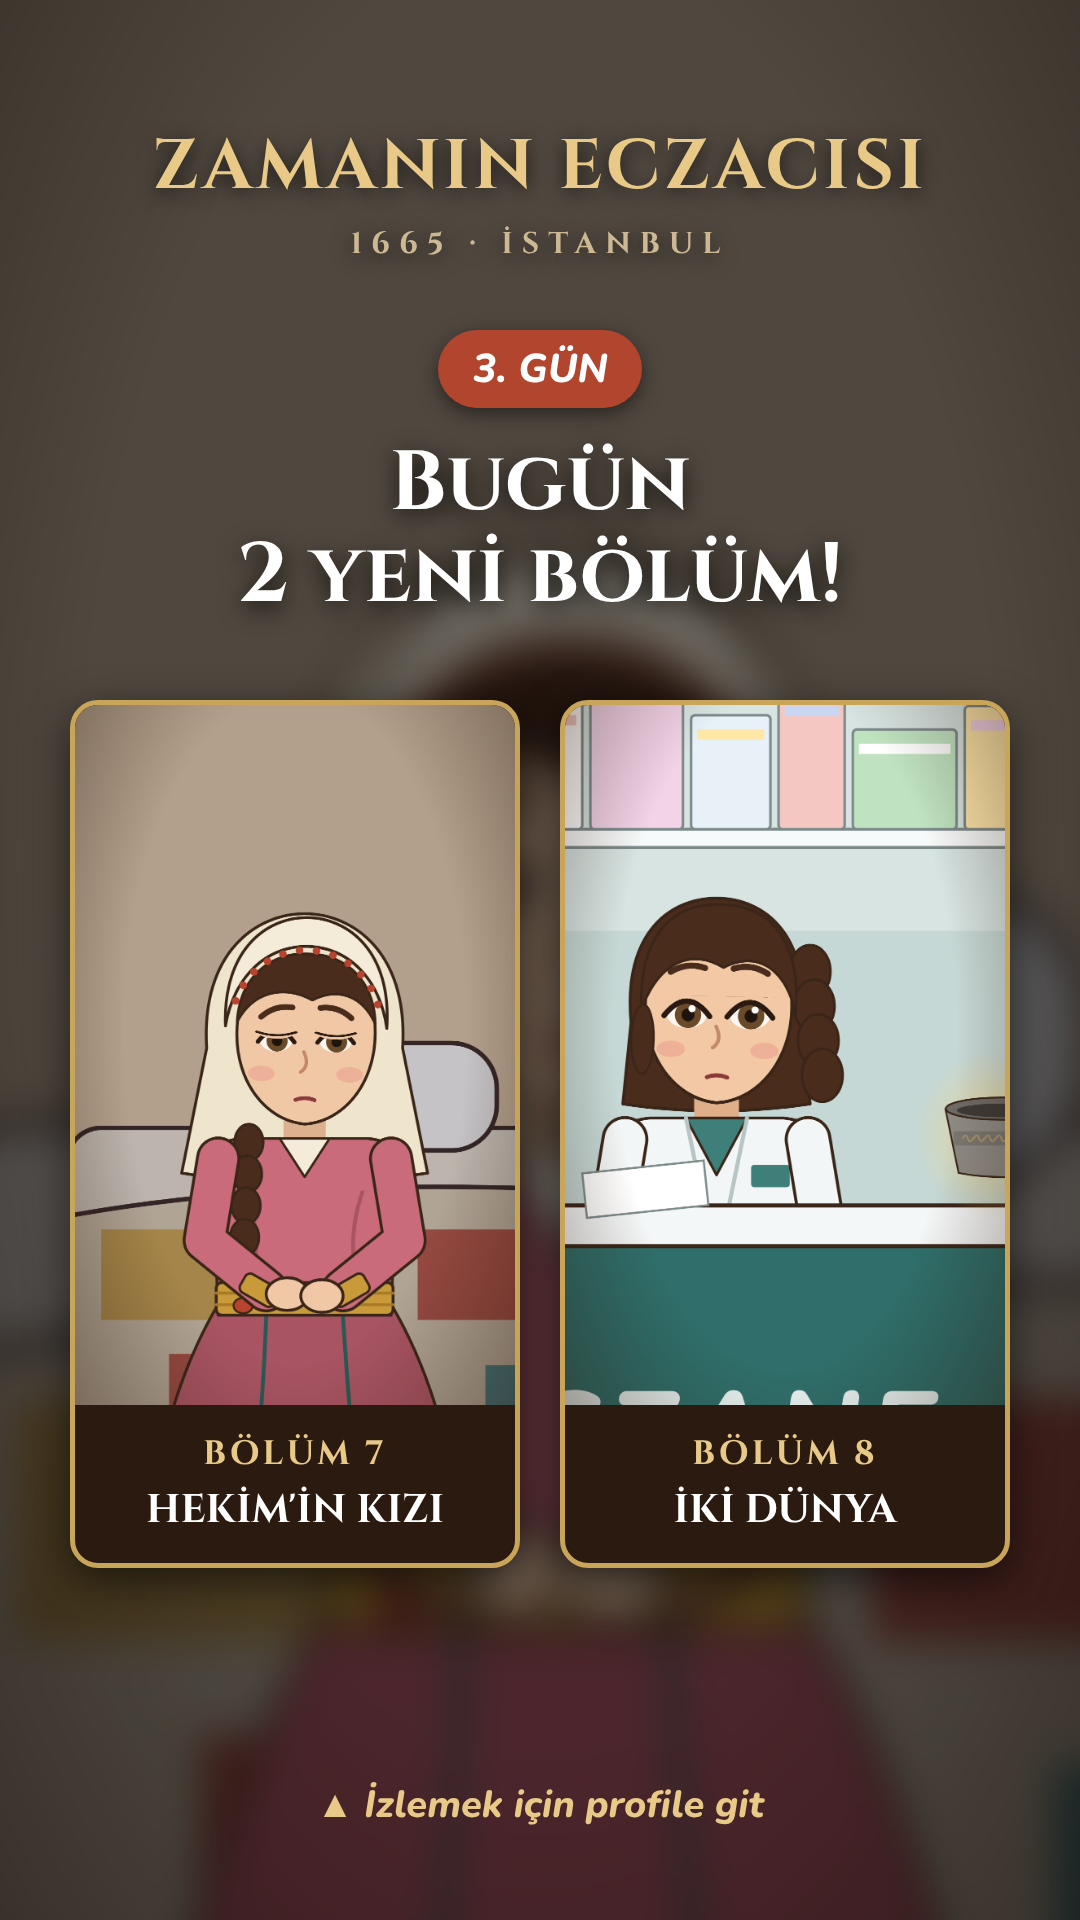 ZAMANIN ECZACISI
1665 · İSTANBUL
3. GÜN
BUGÜN
2 YENİ BÖLÜM!
BÖLÜM 7
HEKİM'İN KIZI
BÖLÜM 8
İKİ DÜNYA
▲ İzlemek için profile git